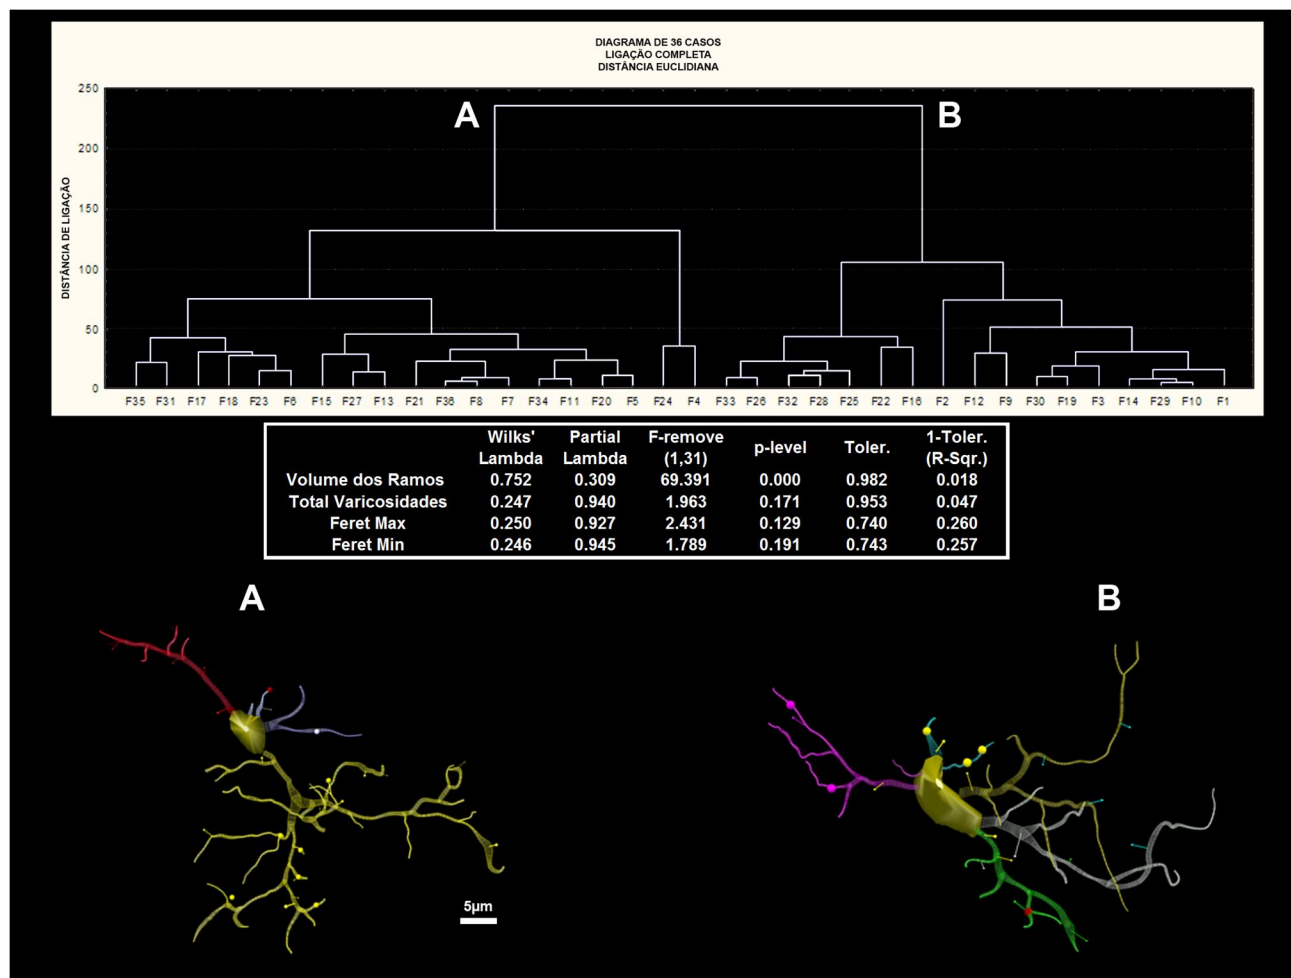 DIAGRAMA DE 36 CASOS
LIGAÇÃO COMPLETA
DISTÂNCIA EUCLIDIANA
DISTÂNCIA DE LIGAÇÃO
250
200
150
100
50
0
A B
F35 F31 F17 F18 F23 F6 F15 F27 F13 F21 F36 F8 F7 F34 F11 F20 F5 F24 F4 F33 F26 F32 F28 F25 F22 F16 F2 F12 F9 F30 F19 F3 F14 F29 F10 F1
Wilks' Lambda Partial Lambda F-remove (1,31) p-level Toler. 1-Toler. (R-Sqr.)
Volume dos Ramos 0.752 0.309 69.391 0.000 0.982 0.018
Total Varicosidades 0.247 0.940 1.963 0.171 0.953 0.047
Feret Max 0.250 0.927 2.431 0.129 0.740 0.260
Feret Min 0.246 0.945 1.789 0.191 0.743 0.257
A B
5µm